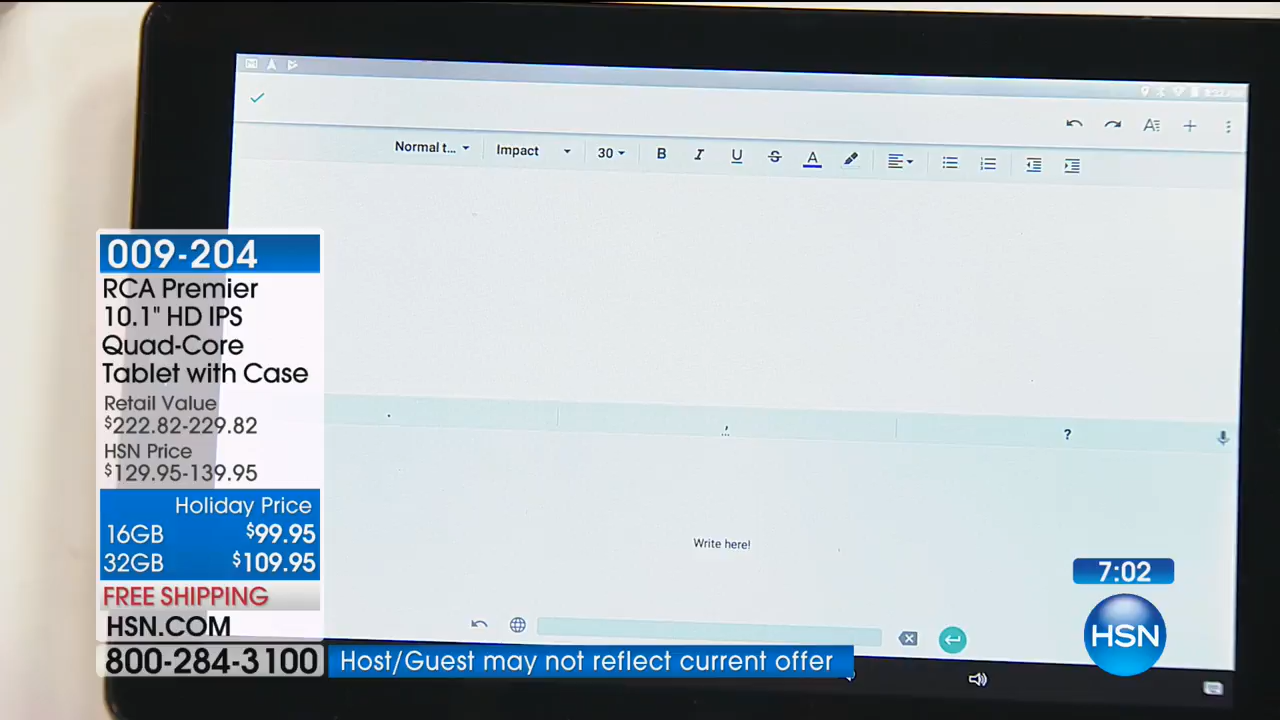 Normal t... Impact 30 B I U S A
. ,' ?
Write here!
009-204
RCA Premier
10.1" HD IPS
Quad-Core
Tablet with Case
Retail Value
$222.82-229.82
HSN Price
$129.95-139.95
Holiday Price
16GB $99.95
32GB $109.95
FREE SHIPPING
HSN.COM
800-284-3100
Host/Guest may not reflect current offer
7:02
HSN